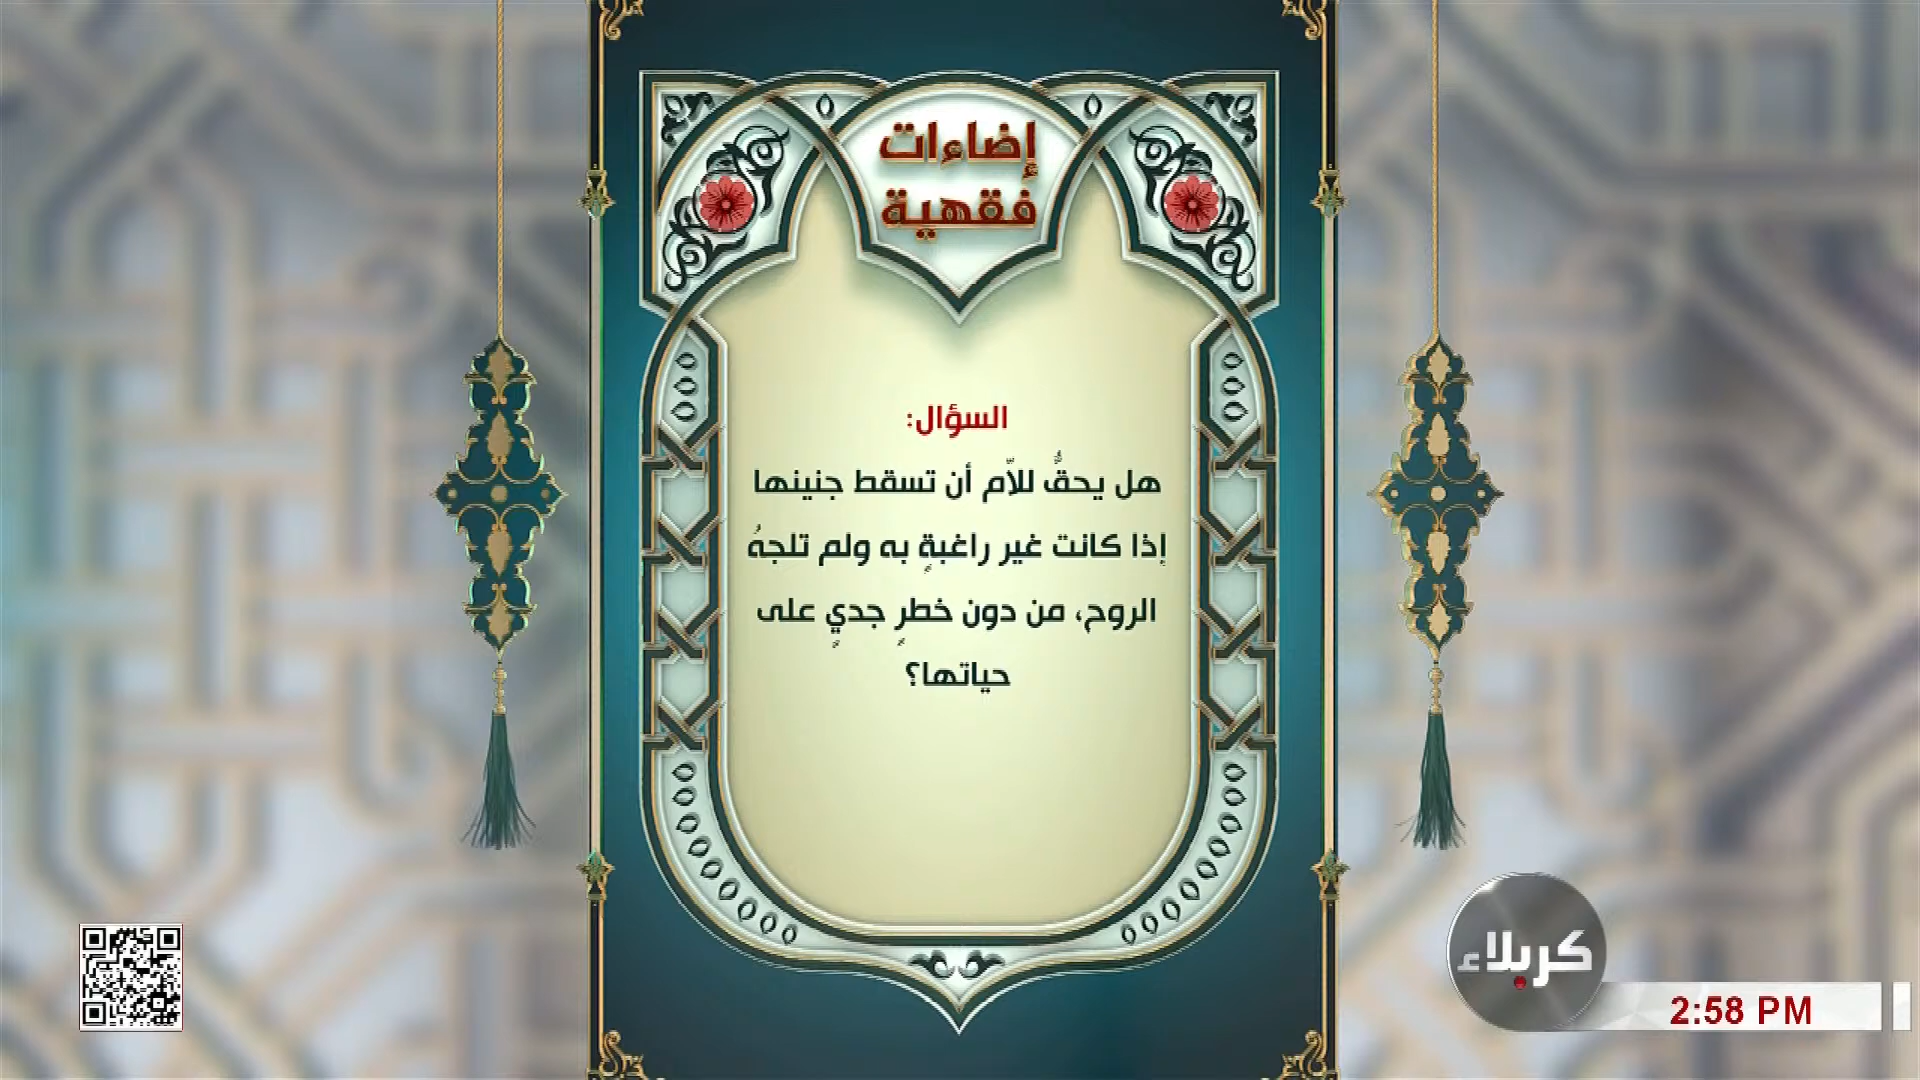 إضاءات
فقهية
السؤال:
هل يحقُّ للاّم أن تسقط جنينها
إذا كانت غير راغبةٍ به ولم تلجهُ
الروح، من دون خطرٍ جديٍ على
حياتها؟
كربلاء
2:58 PM